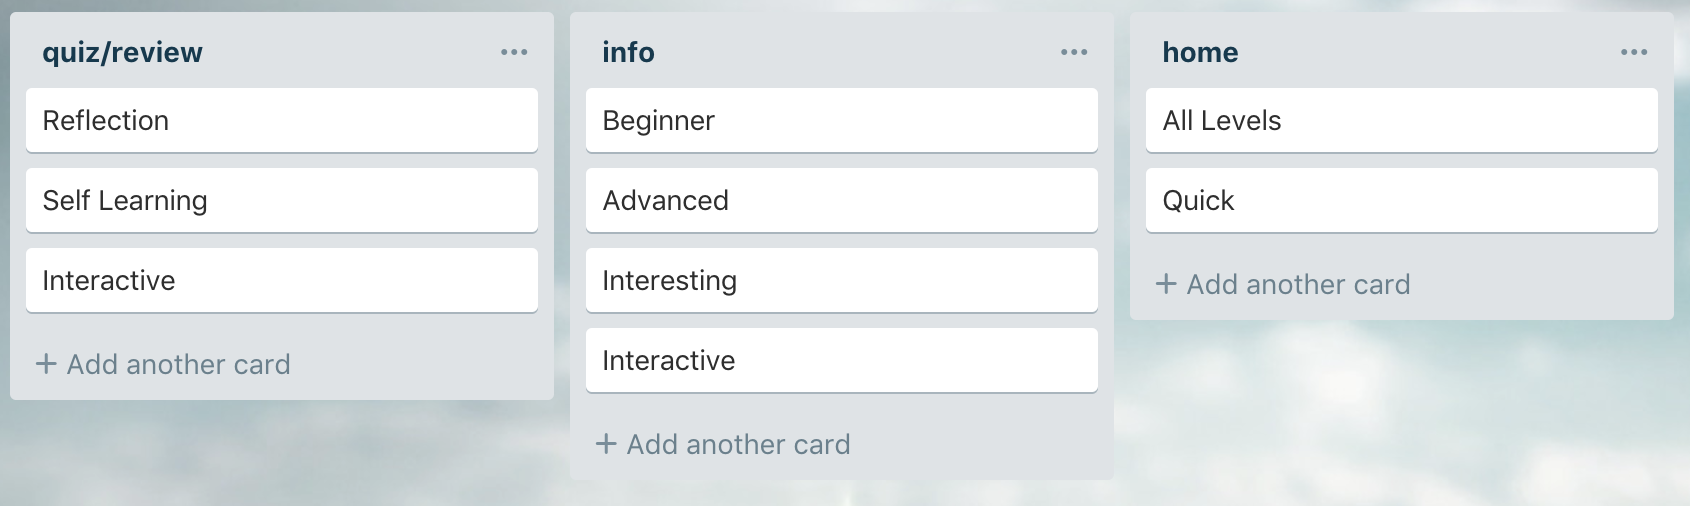 quiz/review
Reflection
Self Learning
Interactive
+ Add another card
info
Beginner
Advanced
Interesting
Interactive
+ Add another card
home
All Levels
Quick
+ Add another card